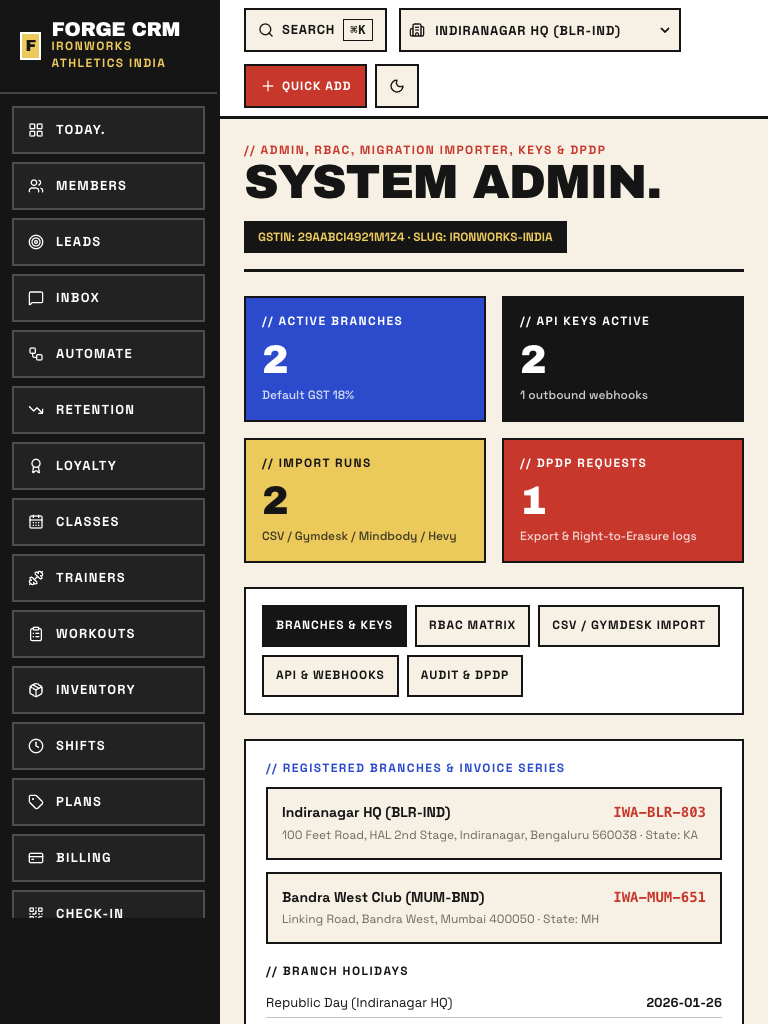 F
FORGE CRM
IRONWORKS
ATHLETICS INDIA
TODAY.
MEMBERS
LEADS
INBOX
AUTOMATE
RETENTION
LOYALTY
CLASSES
TRAINERS
WORKOUTS
INVENTORY
SHIFTS
PLANS
BILLING
CHECK-IN
SEARCH ⌘K
INDIRANAGAR HQ (BLR-IND)
QUICK ADD
// ADMIN, RBAC, MIGRATION IMPORTER, KEYS & DPDP
SYSTEM ADMIN.
GSTIN: 29AABCI4921M1Z4 · SLUG: IRONWORKS-INDIA
// ACTIVE BRANCHES
2
Default GST 18%
// API KEYS ACTIVE
2
1 outbound webhooks
// IMPORT RUNS
2
CSV / Gymdesk / Mindbody / Hevy
// DPDP REQUESTS
1
Export & Right-to-Erasure logs
BRANCHES & KEYS
RBAC MATRIX
CSV / GYMDESK IMPORT
API & WEBHOOKS
AUDIT & DPDP
// REGISTERED BRANCHES & INVOICE SERIES
Indiranagar HQ (BLR-IND) IWA-BLR-803
100 Feet Road, HAL 2nd Stage, Indiranagar, Bengaluru 560038 · State: KA
Bandra West Club (MUM-BND) IWA-MUM-651
Linking Road, Bandra West, Mumbai 400050 · State: MH
// BRANCH HOLIDAYS
Republic Day (Indiranagar HQ) 2026-01-26